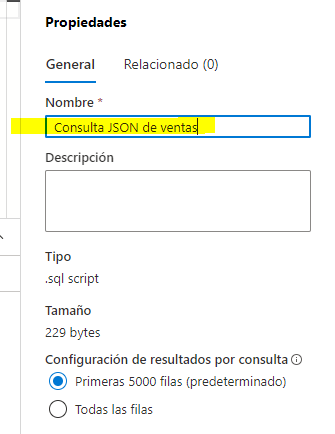 Propiedades
General Relacionado (0)
Nombre *
Consulta JSON de ventas
Descripción
Tipo
.sql script
Tamaño
229 bytes
Configuración de resultados por consulta
Primeras 5000 filas (predeterminado)
Todas las filas